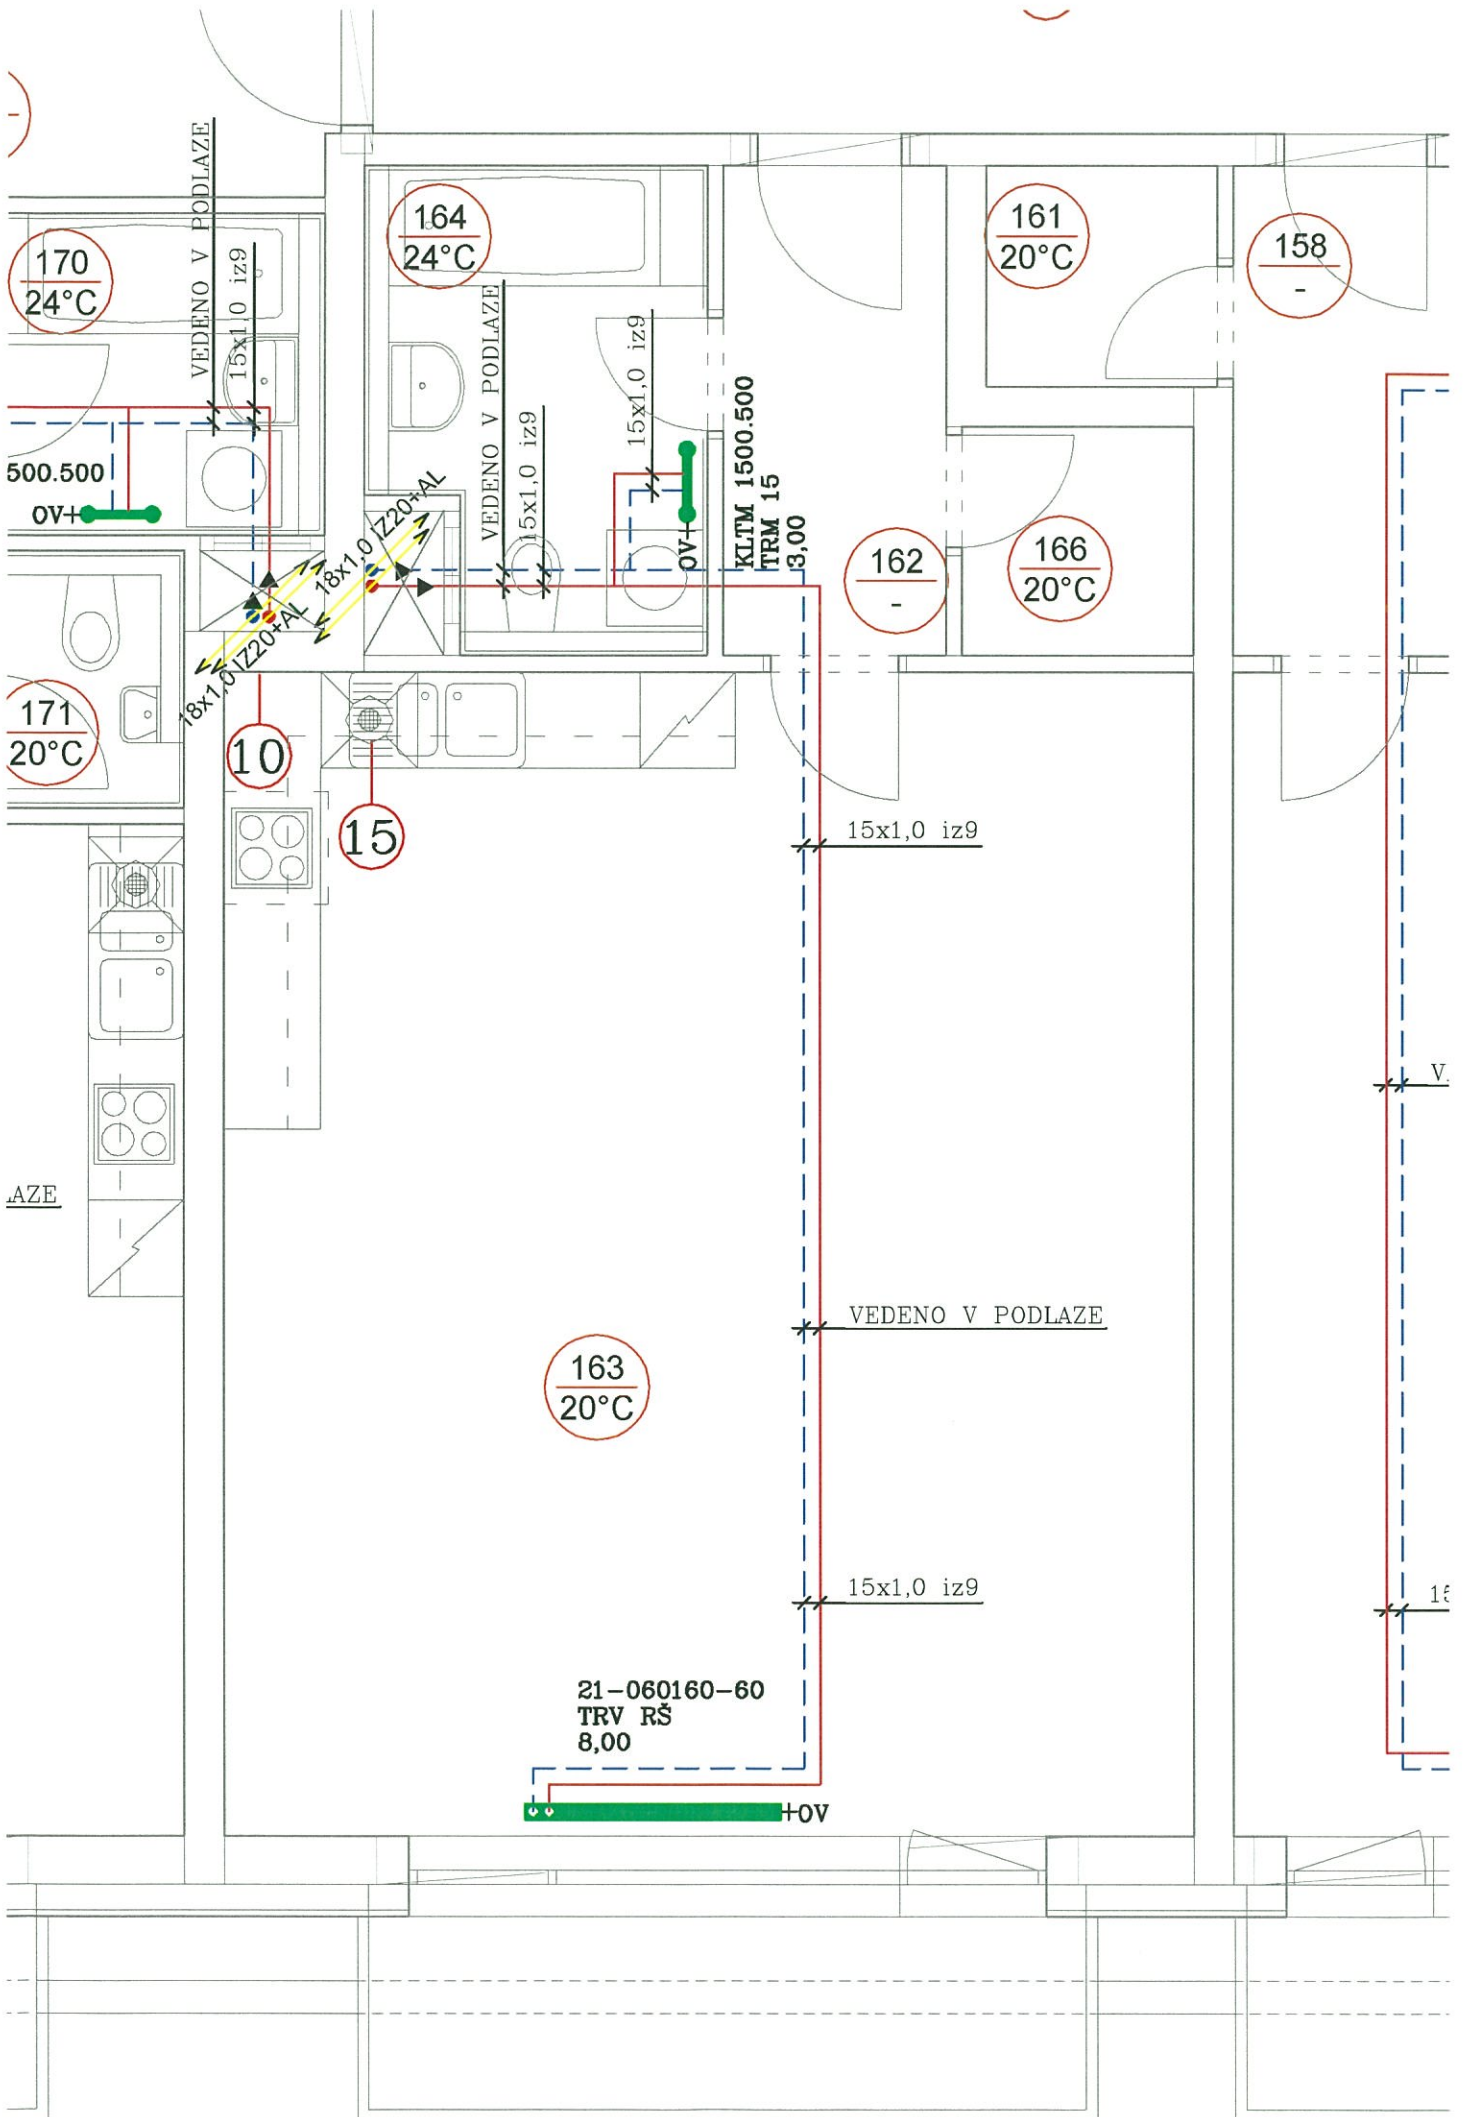 VEDENO V PODLAZE
15x1,0 iz9
170
24°C
164
24°C
161
20°C
158
-
VEDENO V PODLAZE
15x1,0 iz9
15x1,0 iz9
KLTM 1500.500
TRM 15
3,00
OV+
500.500
OV+
18x1,0 IZ20+AL
18x1,0 IZ20+AL
162
-
166
20°C
171
20°C
10
15
15x1,0 iz9
VEDENO V PODLAZE
163
20°C
15x1,0 iz9
21-060160-60
TRV RŠ
8,00
+OV
AZE
V